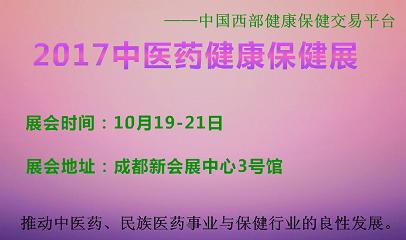 ——中国西部健康保健交易平台
2017中医药健康保健展
展会时间：10月19-21日
展会地址：成都新会展中心3号馆
推动中医药、民族医药事业与保健行业的良性发展。